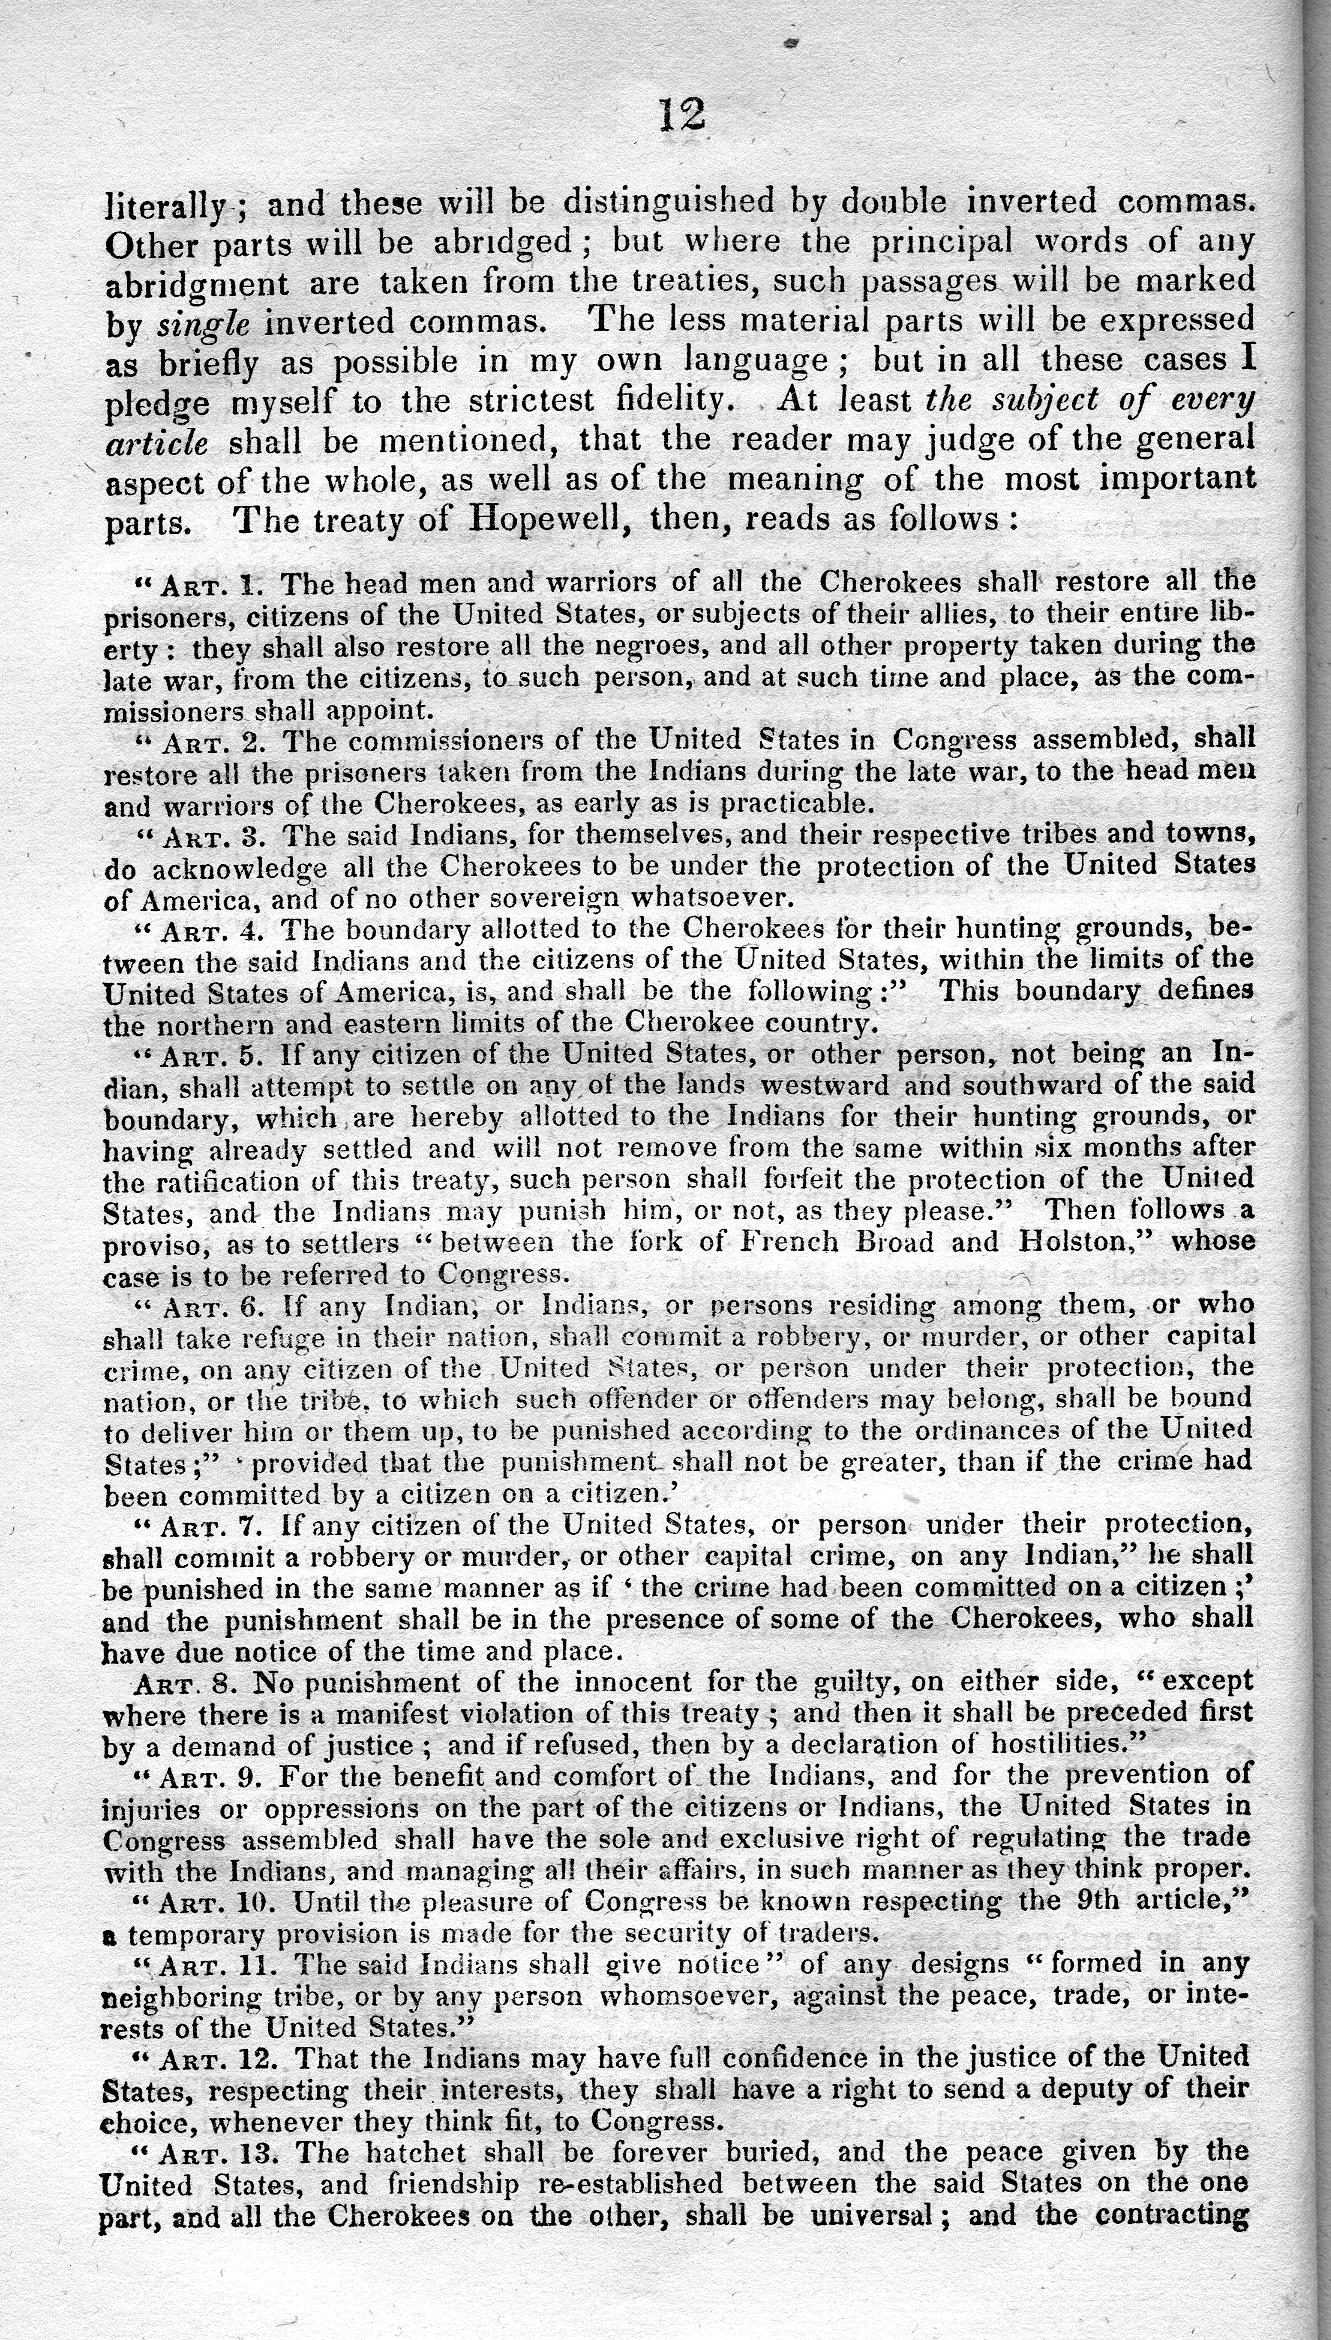 12
literally; and these will be distinguished by double inverted commas.
Other parts will be abridged; but where the principal words of any
abridgment are taken from the treaties, such passages will be marked
by single inverted commas. The less material parts will be expressed
as briefly as possible in my own language; but in all these cases I
pledge myself to the strictest fidelity. At least the subject of every
article shall be mentioned, that the reader may judge of the general
aspect of the whole, as well as of the meaning of the most important
parts. The treaty of Hopewell, then, reads as follows:
“ART. 1. The head men and warriors of all the Cherokees shall restore all the
prisoners, citizens of the United States, or subjects of their allies, to their entire lib-
erty: they shall also restore all the negroes, and all other property taken during the
late war, from the citizens, to such person, and at such time and place, as the com-
missioners shall appoint.
“ART. 2. The commissioners of the United States in Congress assembled, shall
restore all the prisoners taken from the Indians during the late war, to the head men
and warriors of the Cherokees, as early as is practicable.
“ART. 3. The said Indians, for themselves, and their respective tribes and towns,
do acknowledge all the Cherokees to be under the protection of the United States
of America, and of no other sovereign whatsoever.
“ART. 4. The boundary allotted to the Cherokees for their hunting grounds, be-
tween the said Indians and the citizens of the United States, within the limits of the
United States of America, is, and shall be the following:” This boundary defines
the northern and eastern limits of the Cherokee country.
“ART. 5. If any citizen of the United States, or other person, not being an In-
dian, shall attempt to settle on any of the lands westward and southward of the said
boundary, which are hereby allotted to the Indians for their hunting grounds, or
having already settled and will not remove from the same within six months after
the ratification of this treaty, such person shall forfeit the protection of the United
States, and the Indians may punish him, or not, as they please.” Then follows a
proviso, as to settlers “between the fork of French Broad and Holston,” whose
case is to be referred to Congress.
“ART. 6. If any Indian, or Indians, or persons residing among them, or who
shall take refuge in their nation, shall commit a robbery, or murder, or other capital
crime, on any citizen of the United States, or person under their protection, the
nation, or the tribe, to which such offender or offenders may belong, shall be bound
to deliver him or them up, to be punished according to the ordinances of the United
States;” ‘provided that the punishment shall not be greater, than if the crime had
been committed by a citizen on a citizen.’
“ART. 7. If any citizen of the United States, or person under their protection,
shall commit a robbery or murder, or other capital crime, on any Indian,” he shall
be punished in the same manner as if ‘the crime had been committed on a citizen;’
and the punishment shall be in the presence of some of the Cherokees, who shall
have due notice of the time and place.
ART. 8. No punishment of the innocent for the guilty, on either side, “except
where there is a manifest violation of this treaty; and then it shall be preceded first
by a demand of justice; and if refused, then by a declaration of hostilities.”
“ART. 9. For the benefit and comfort of the Indians, and for the prevention of
injuries or oppressions on the part of the citizens or Indians, the United States in
Congress assembled shall have the sole and exclusive right of regulating the trade
with the Indians, and managing all their affairs, in such manner as they think proper.
“ART. 10. Until the pleasure of Congress be known respecting the 9th article,”
a temporary provision is made for the security of traders.
“ART. 11. The said Indians shall give notice” of any designs “formed in any
neighboring tribe, or by any person whomsoever, against the peace, trade, or inte-
rests of the United States.”
“ART. 12. That the Indians may have full confidence in the justice of the United
States, respecting their interests, they shall have a right to send a deputy of their
choice, whenever they think fit, to Congress.
“ART. 13. The hatchet shall be forever buried, and the peace given by the
United States, and friendship re-established between the said States on the one
part, and all the Cherokees on the other, shall be universal; and the contracting